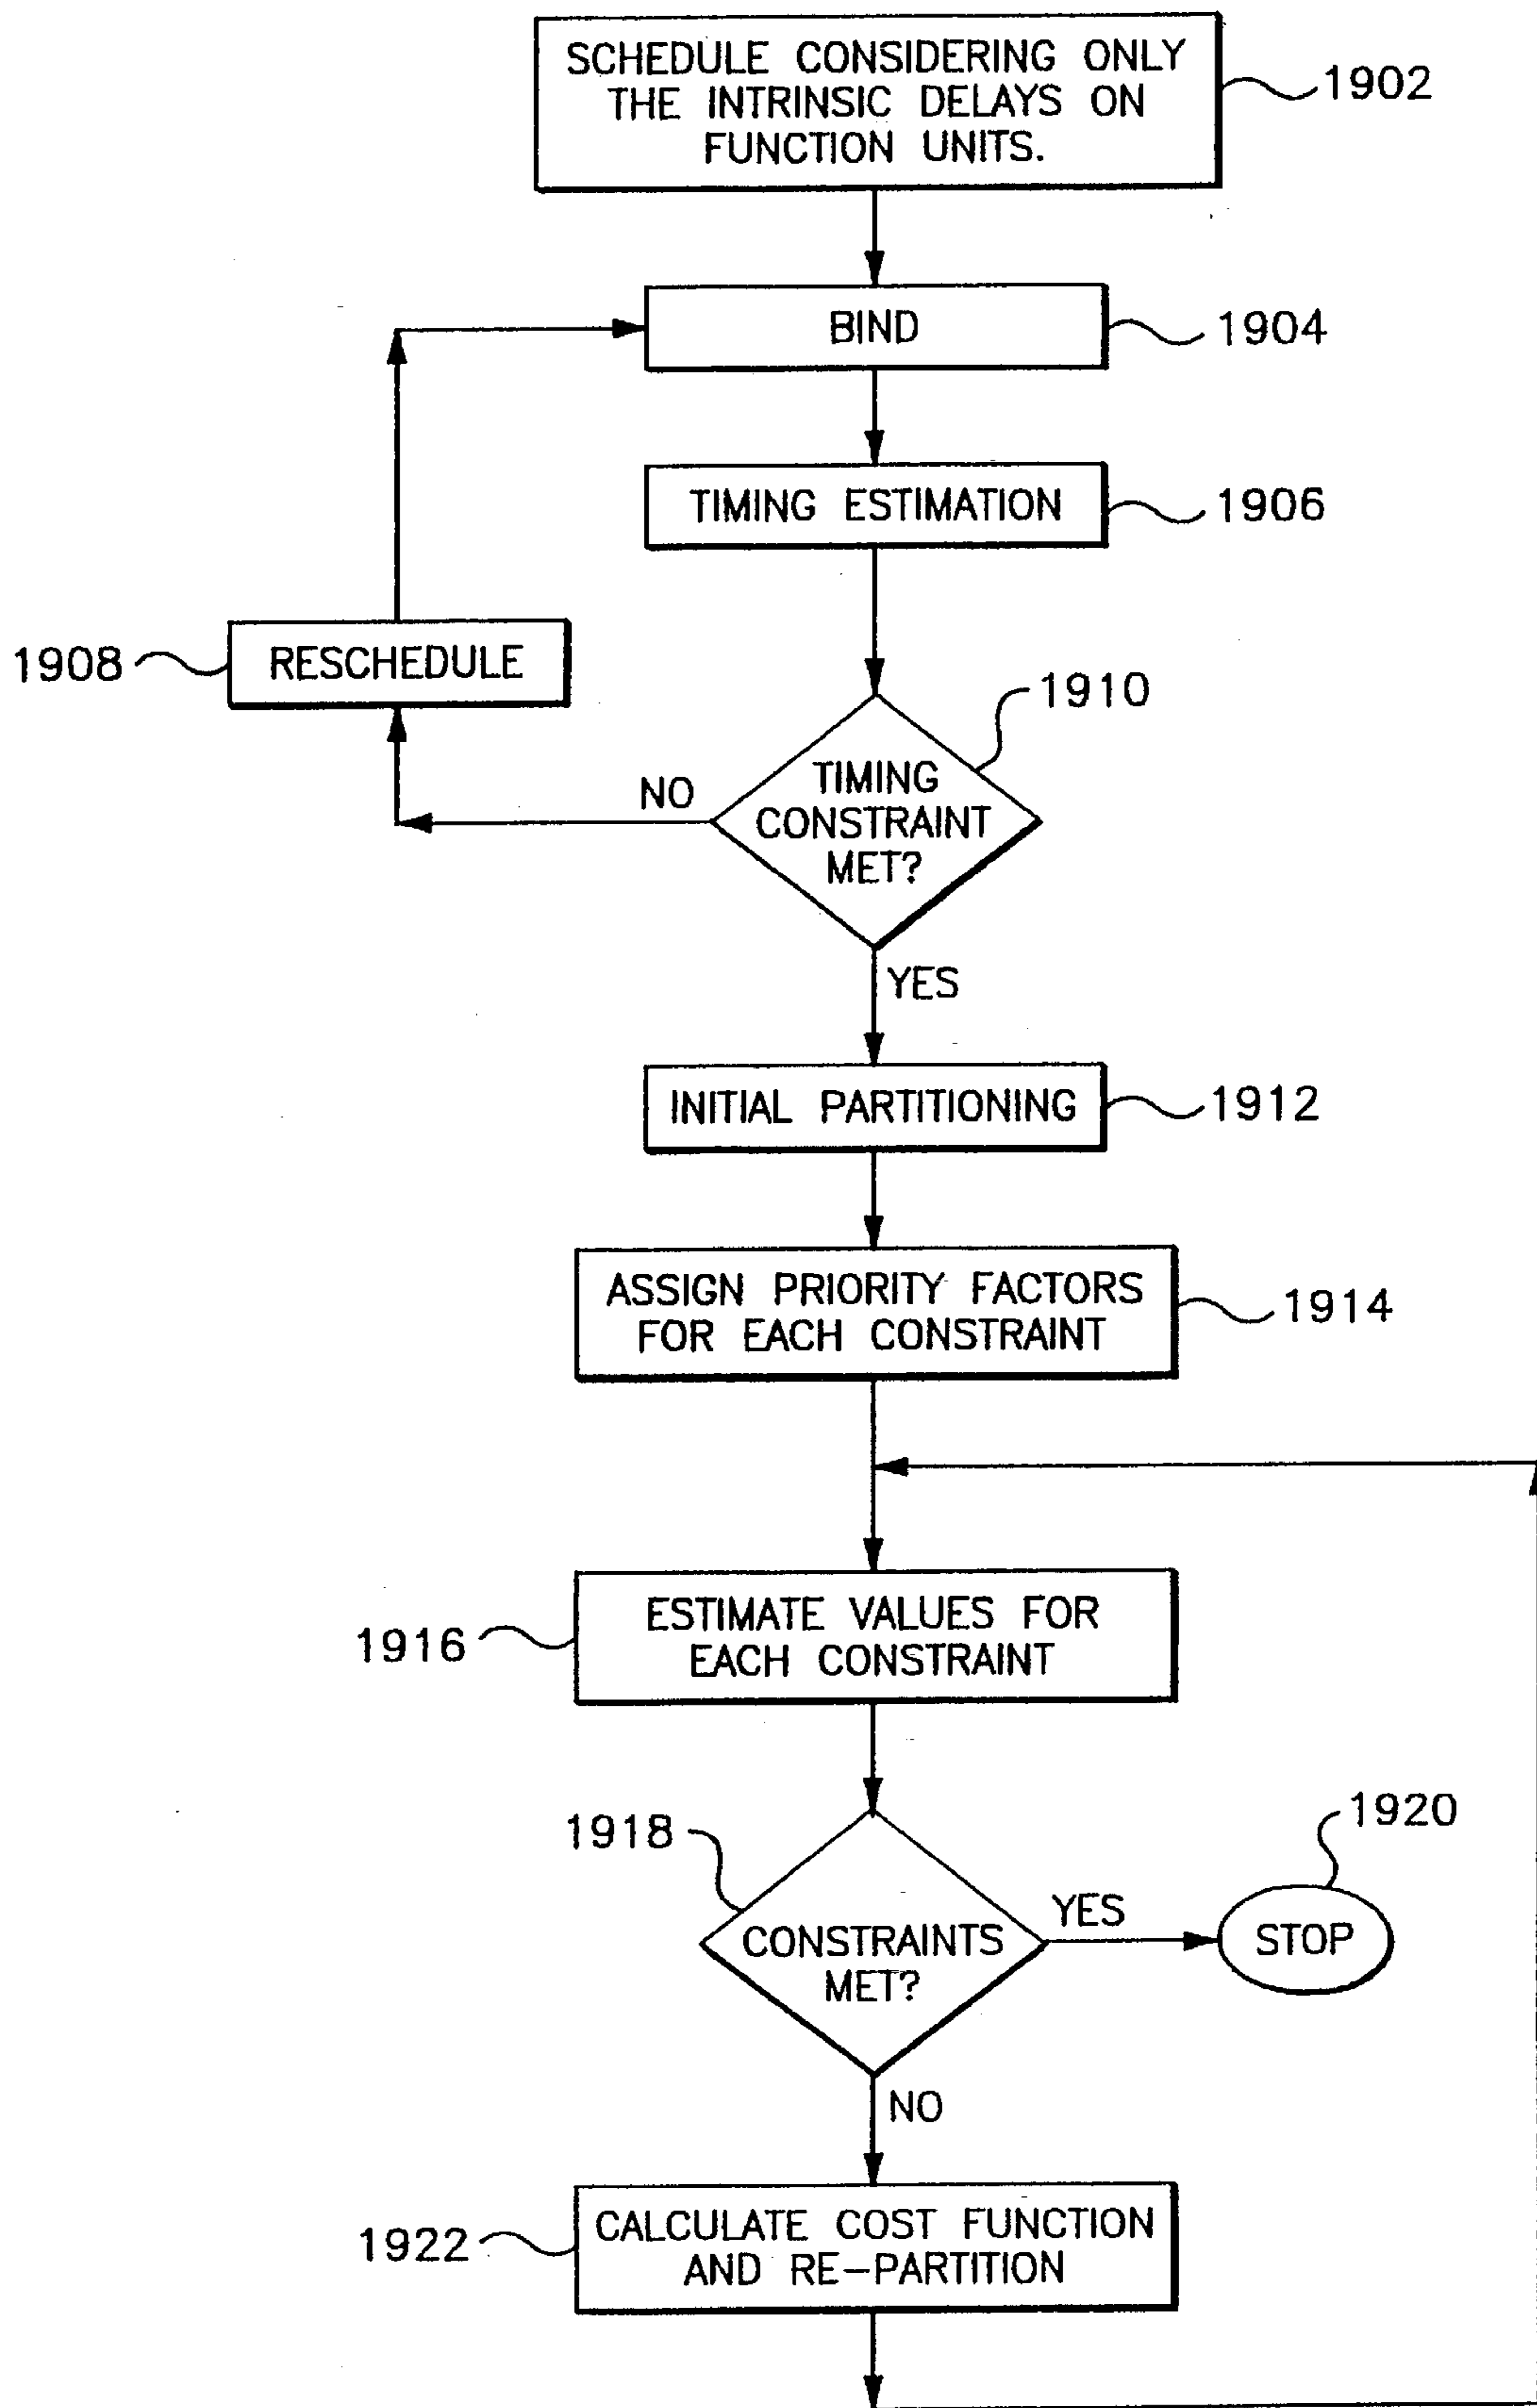 SCHEDULE CONSIDERING ONLY
THE INTRINSIC DELAYS ON
FUNCTION UNITS.
1902
BIND
1904
TIMING ESTIMATION
1906
1908
RESCHEDULE
1910
TIMING
CONSTRAINT
MET?
NO
YES
INITIAL PARTITIONING
1912
ASSIGN PRIORITY FACTORS
FOR EACH CONSTRAINT
1914
ESTIMATE VALUES FOR
EACH CONSTRAINT
1916
1918
CONSTRAINTS
MET?
YES
1920
STOP
NO
1922
CALCULATE COST FUNCTION
AND RE-PARTITION